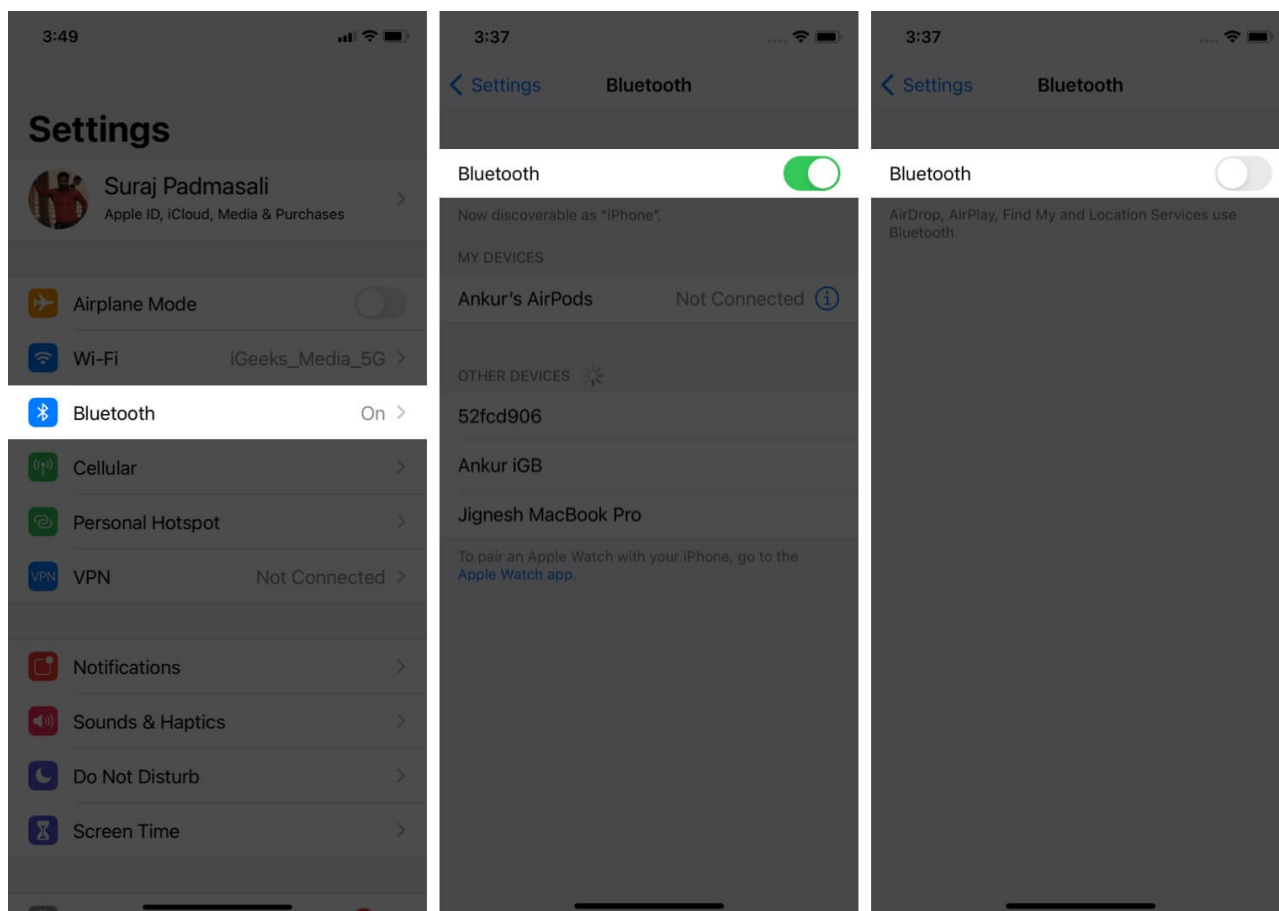 3:49
Settings
Suraj Padmasali
Apple ID, iCloud, Media & Purchases
Airplane Mode
Wi-Fi iGeeks_Media_5G
Bluetooth On
Cellular
Personal Hotspot
VPN VPN Not Connected
Notifications
Sounds & Haptics
Do Not Disturb
Screen Time
3:37
Settings Bluetooth
Bluetooth
Now discoverable as "iPhone".
MY DEVICES
Ankur's AirPods Not Connected
OTHER DEVICES
52fcd906
Ankur iGB
Jignesh MacBook Pro
To pair an Apple Watch with your iPhone, go to the
Apple Watch app.
3:37
Settings Bluetooth
Bluetooth
AirDrop, AirPlay, Find My and Location Services use
Bluetooth.